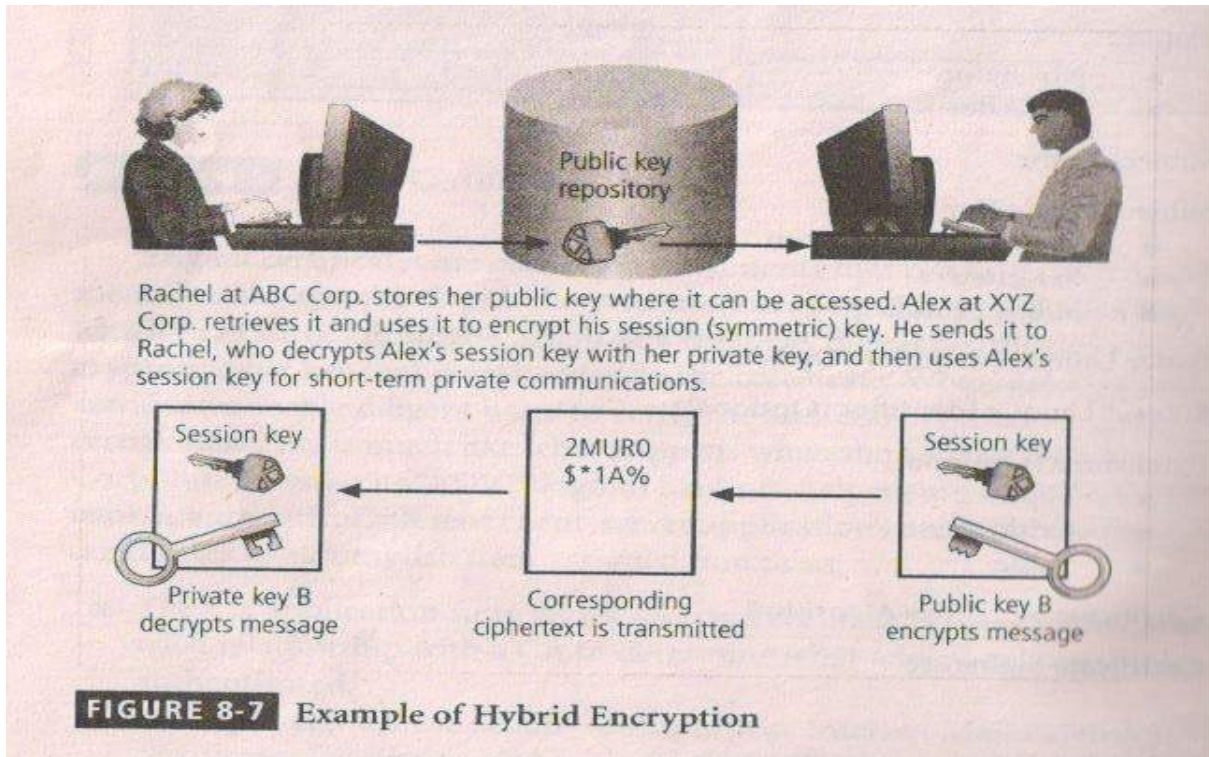 Public key
repository
Rachel at ABC Corp. stores her public key where it can be accessed. Alex at XYZ
Corp. retrieves it and uses it to encrypt his session (symmetric) key. He sends it to
Rachel, who decrypts Alex's session key with her private key, and then uses Alex's
session key for short-term private communications.
Session key
2MUR0
$*1A%
Session key
Private key B
decrypts message
Corresponding
ciphertext is transmitted
Public key B
encrypts message
FIGURE 8-7 Example of Hybrid Encryption